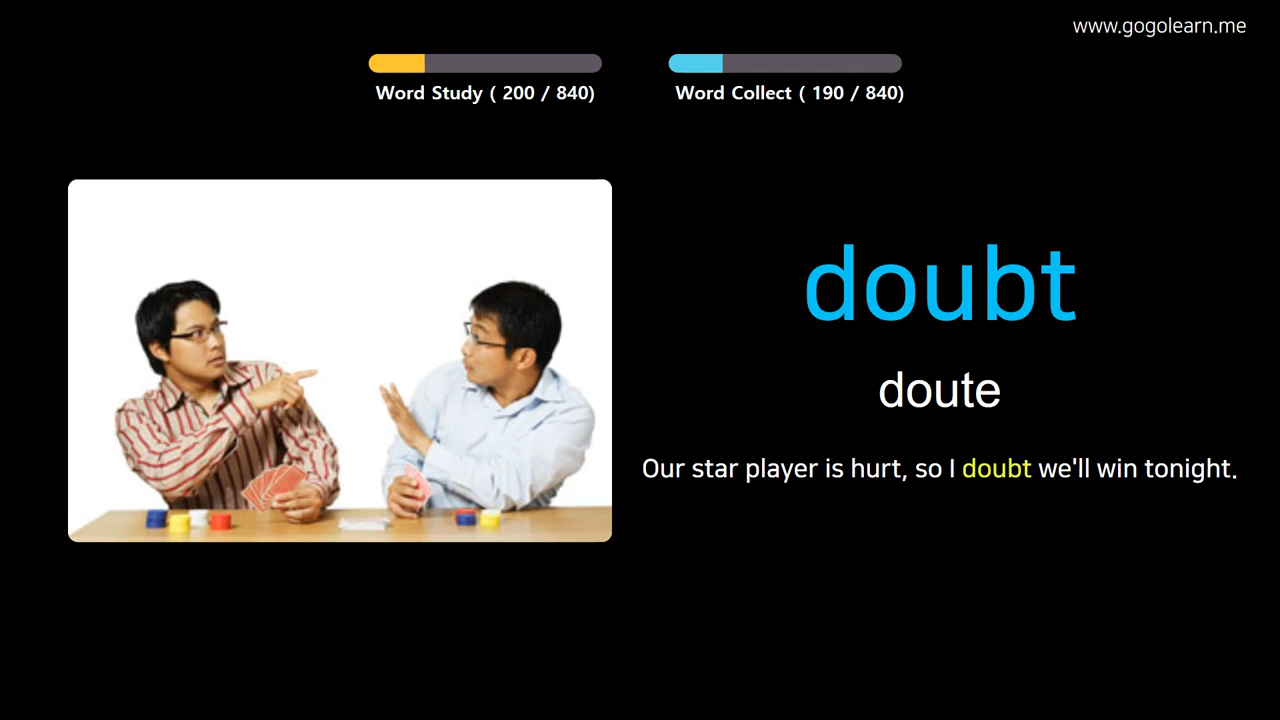 www.gogolearn.me
Word Study ( 200 / 840)
Word Collect ( 190 / 840)
doubt
doute
Our star player is hurt, so I doubt we'll win tonight.